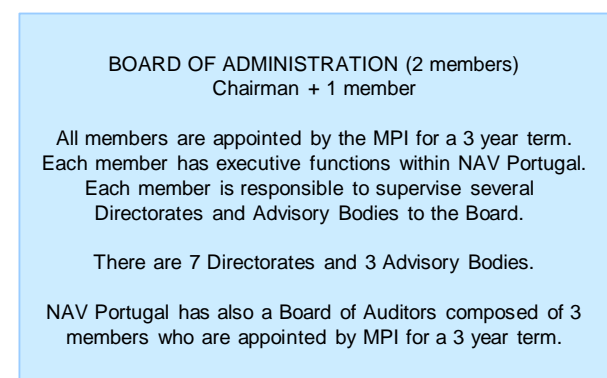 BOARD OF ADMINISTRATION (2 members)
Chairman + 1 member
All members are appointed by the MPI for a 3 year term.
Each member has executive functions within NAV Portugal.
Each member is responsible to supervise several
Directorates and Advisory Bodies to the Board.
There are 7 Directorates and 3 Advisory Bodies.
NAV Portugal has also a Board of Auditors composed of 3
members who are appointed by MPI for a 3 year term.